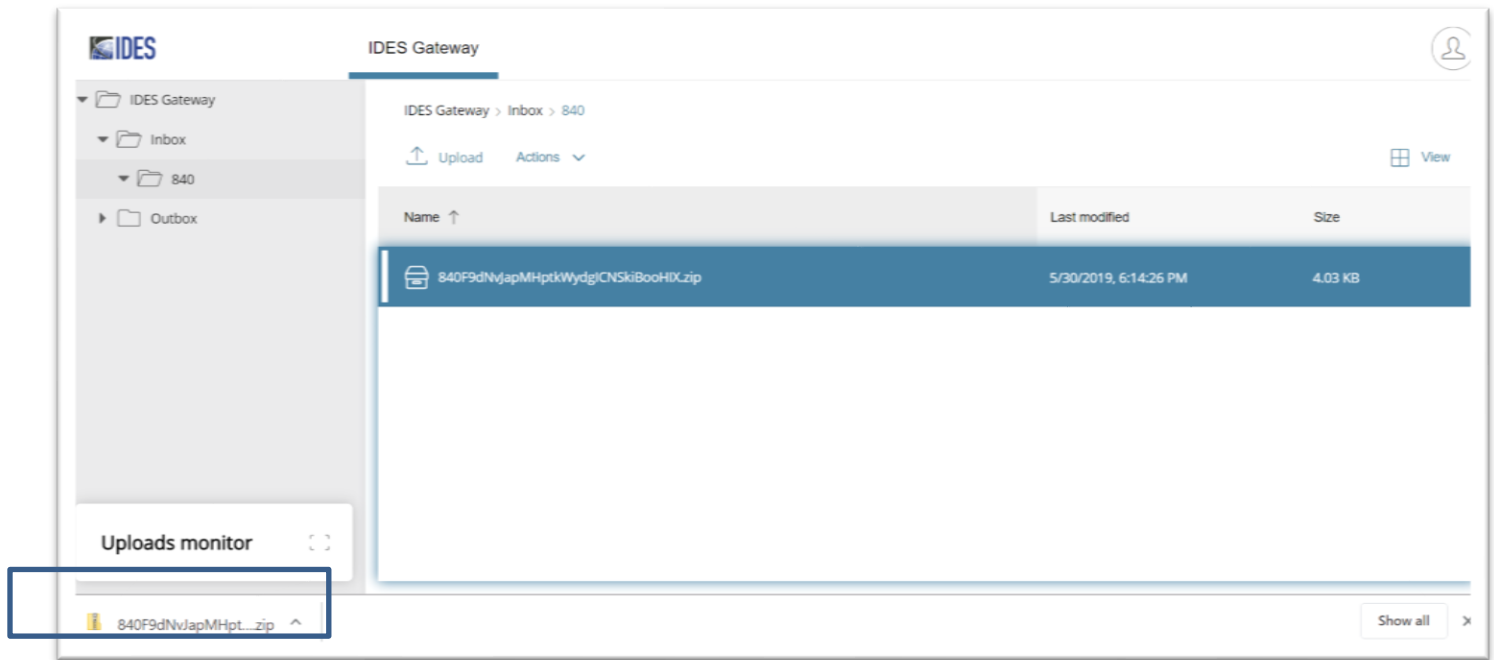 IDES
IDES Gateway
IDES Gateway
Inbox
840
Outbox
IDES Gateway > Inbox > 840
Upload Actions
View
Name ↑ Last modified Size
840F9dNvJapMHptkWydgICNSkiBooHIX.zip 5/30/2019, 6:14:26 PM 4.03 KB
Uploads monitor
840F9dNvJapMHpt....zip
Show all